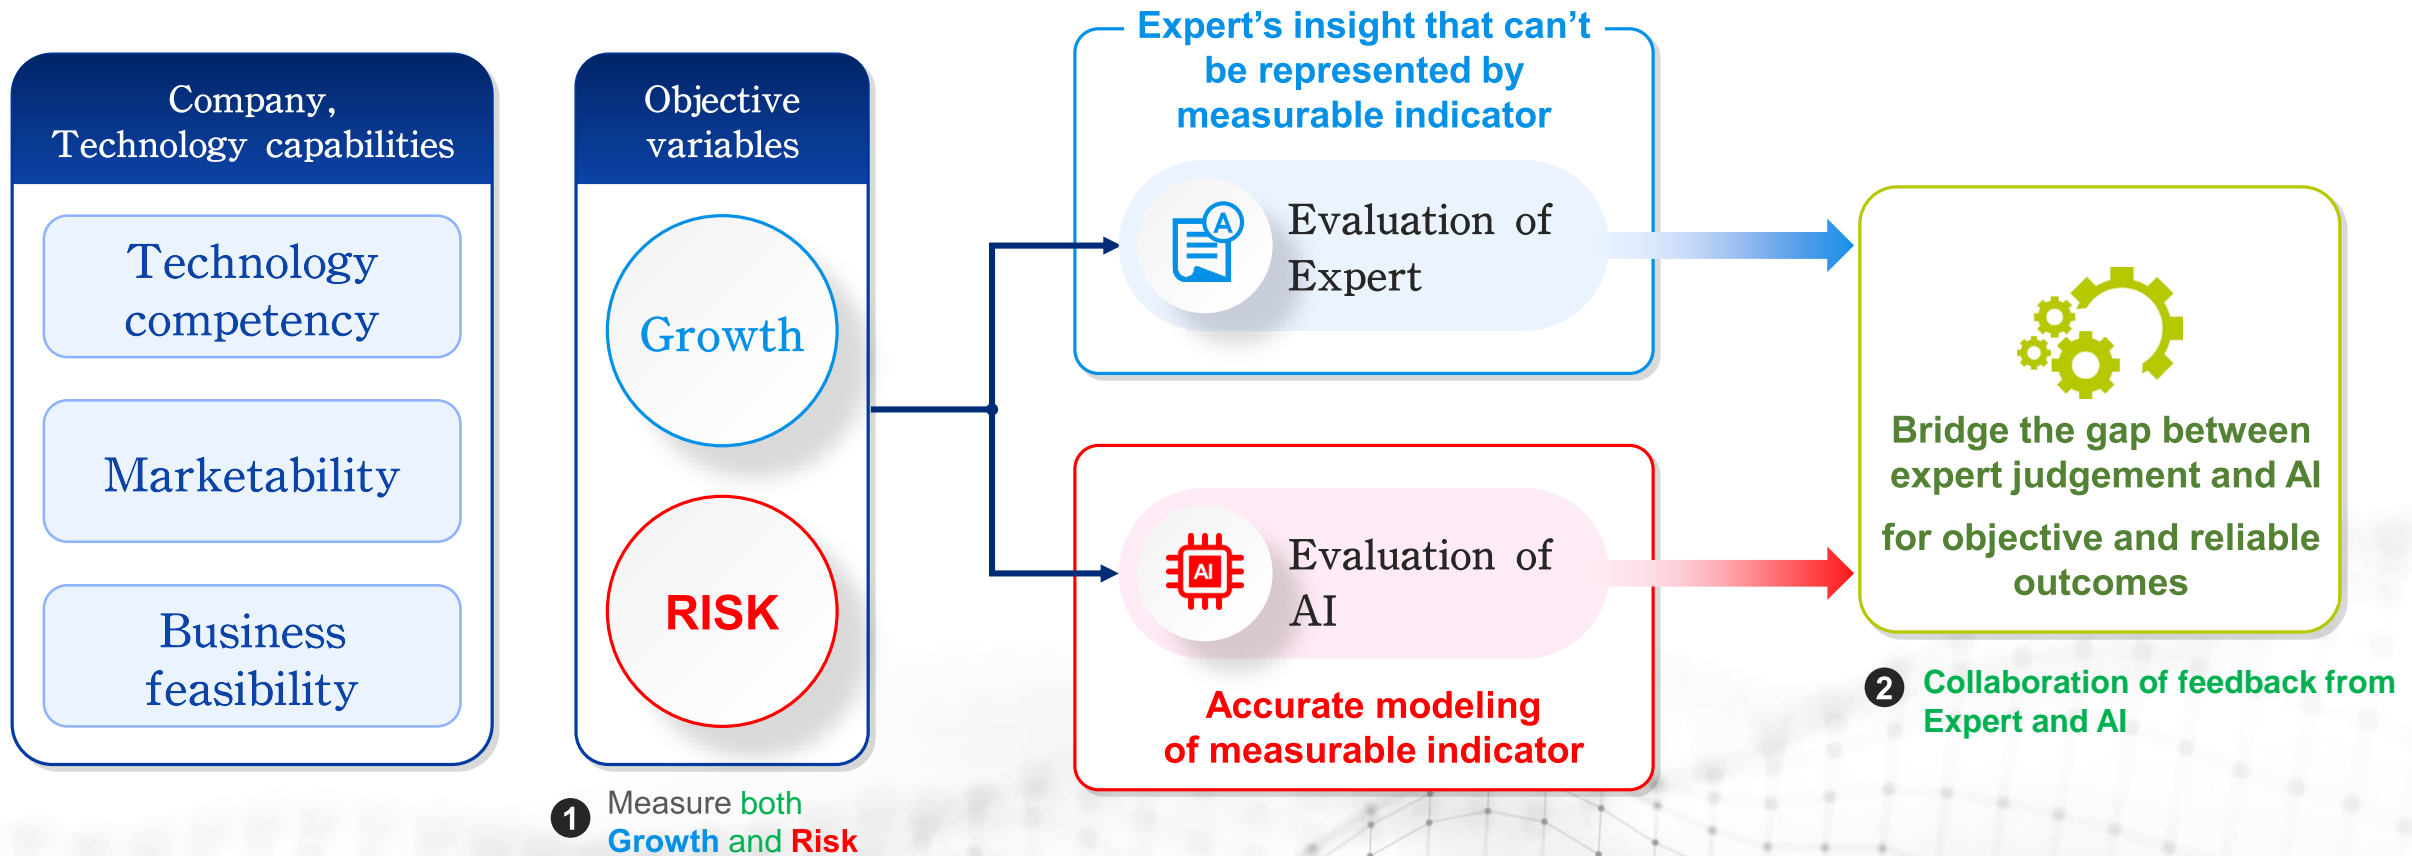 Company,
Technology capabilities
Technology
competency
Marketability
Business
feasibility
Objective
variables
Growth
RISK
1 Measure both
Growth and Risk
Expert’s insight that can’t
be represented by
measurable indicator
A
Evaluation of
Expert
AI
Evaluation of
AI
Accurate modeling
of measurable indicator
Bridge the gap between
expert judgement and AI
for objective and reliable
outcomes
2 Collaboration of feedback from
Expert and AI